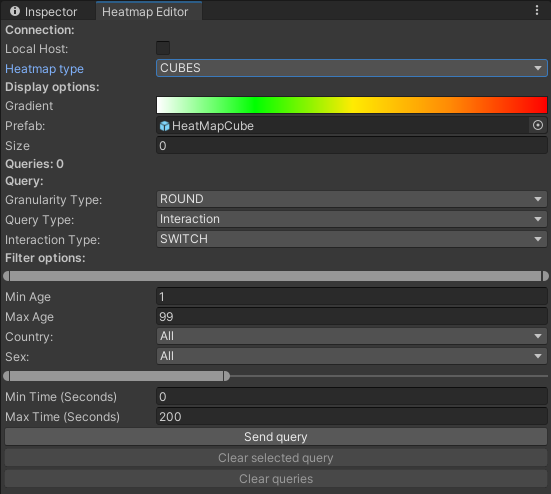 Inspector Heatmap Editor
Connection:
Local Host:
Heatmap type CUBES
Display options:
Gradient
Prefab: HeatMapCube
Size 0
Queries: 0
Query:
Granularity Type: ROUND
Query Type: Interaction
Interaction Type: SWITCH
Filter options:
Min Age 1
Max Age 99
Country: All
Sex: All
Min Time (Seconds) 0
Max Time (Seconds) 200
Send query
Clear selected query
Clear queries